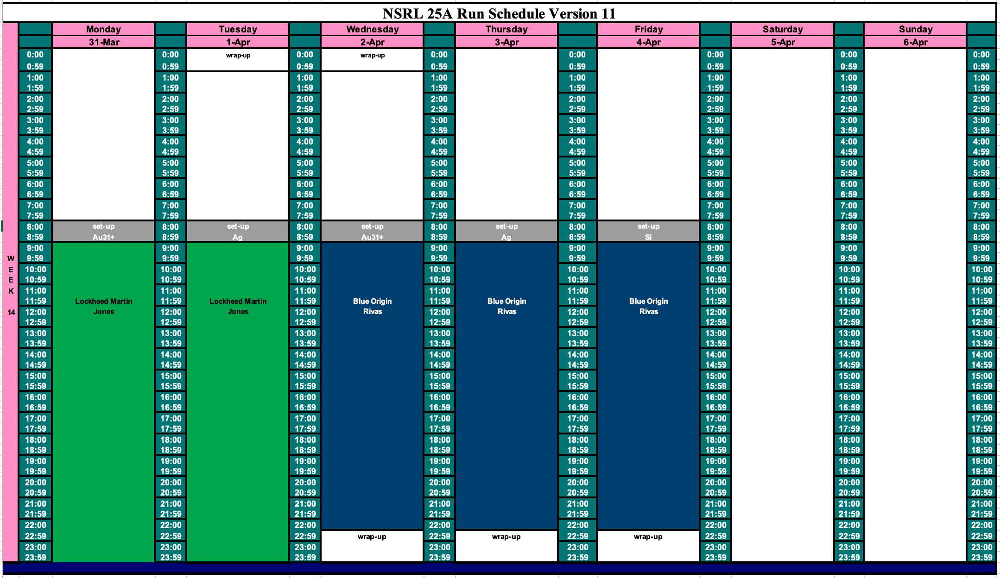 NSRL 25A Run Schedule Version 11
Monday Tuesday Wednesday Thursday Friday Saturday Sunday
31-Mar 1-Apr 2-Apr 3-Apr 4-Apr 5-Apr 6-Apr
0:00 0:00 wrap-up 0:00 wrap-up 0:00 0:00 0:00 0:00 0:00
0:59 0:59 0:59 0:59 0:59 0:59 0:59 0:59
1:00 1:00 1:00 1:00 1:00 1:00 1:00 1:00
1:59 1:59 1:59 1:59 1:59 1:59 1:59 1:59
2:00 2:00 2:00 2:00 2:00 2:00 2:00 2:00
2:59 2:59 2:59 2:59 2:59 2:59 2:59 2:59
3:00 3:00 3:00 3:00 3:00 3:00 3:00 3:00
3:59 3:59 3:59 3:59 3:59 3:59 3:59 3:59
4:00 4:00 4:00 4:00 4:00 4:00 4:00 4:00
4:59 4:59 4:59 4:59 4:59 4:59 4:59 4:59
5:00 5:00 5:00 5:00 5:00 5:00 5:00 5:00
5:59 5:59 5:59 5:59 5:59 5:59 5:59 5:59
6:00 6:00 6:00 6:00 6:00 6:00 6:00 6:00
6:59 6:59 6:59 6:59 6:59 6:59 6:59 6:59
7:00 7:00 7:00 7:00 7:00 7:00 7:00 7:00
7:59 7:59 7:59 7:59 7:59 7:59 7:59 7:59
8:00 set-up 8:00 set-up 8:00 set-up 8:00 set-up 8:00 set-up 8:00 8:00 8:00
8:59 Au31+ 8:59 Ag 8:59 Au31+ 8:59 Ag 8:59 Si 8:59 8:59 8:59
9:00 9:00 9:00 9:00 9:00 9:00 9:00 9:00
W 9:59 9:59 9:59 9:59 9:59 9:59 9:59 9:59
E 10:00 10:00 10:00 10:00 10:00 10:00 10:00 10:00
E 10:59 10:59 10:59 10:59 10:59 10:59 10:59 10:59
K 11:00 11:00 11:00 11:00 11:00 11:00 11:00 11:00
11:59 Lockheed Martin 11:59 Lockheed Martin 11:59 Blue Origin 11:59 Blue Origin 11:59 Blue Origin 11:59 11:59 11:59
14 12:00 Jones 12:00 Jones 12:00 Rivas 12:00 Rivas 12:00 Rivas 12:00 12:00 12:00
12:59 12:59 12:59 12:59 12:59 12:59 12:59 12:59
13:00 13:00 13:00 13:00 13:00 13:00 13:00 13:00
13:59 13:59 13:59 13:59 13:59 13:59 13:59 13:59
14:00 14:00 14:00 14:00 14:00 14:00 14:00 14:00
14:59 14:59 14:59 14:59 14:59 14:59 14:59 14:59
15:00 15:00 15:00 15:00 15:00 15:00 15:00 15:00
15:59 15:59 15:59 15:59 15:59 15:59 15:59 15:59
16:00 16:00 16:00 16:00 16:00 16:00 16:00 16:00
16:59 16:59 16:59 16:59 16:59 16:59 16:59 16:59
17:00 17:00 17:00 17:00 17:00 17:00 17:00 17:00
17:59 17:59 17:59 17:59 17:59 17:59 17:59 17:59
18:00 18:00 18:00 18:00 18:00 18:00 18:00 18:00
18:59 18:59 18:59 18:59 18:59 18:59 18:59 18:59
19:00 19:00 19:00 19:00 19:00 19:00 19:00 19:00
19:59 19:59 19:59 19:59 19:59 19:59 19:59 19:59
20:00 20:00 20:00 20:00 20:00 20:00 20:00 20:00
20:59 20:59 20:59 20:59 20:59 20:59 20:59 20:59
21:00 21:00 21:00 21:00 21:00 21:00 21:00 21:00
21:59 21:59 21:59 21:59 21:59 21:59 21:59 21:59
22:00 22:00 22:00 22:00 22:00 22:00 22:00 22:00
22:59 22:59 22:59 wrap-up 22:59 wrap-up 22:59 wrap-up 22:59 22:59 22:59
23:00 23:00 23:00 23:00 23:00 23:00 23:00 23:00
23:59 23:59 23:59 23:59 23:59 23:59 23:59 23:59